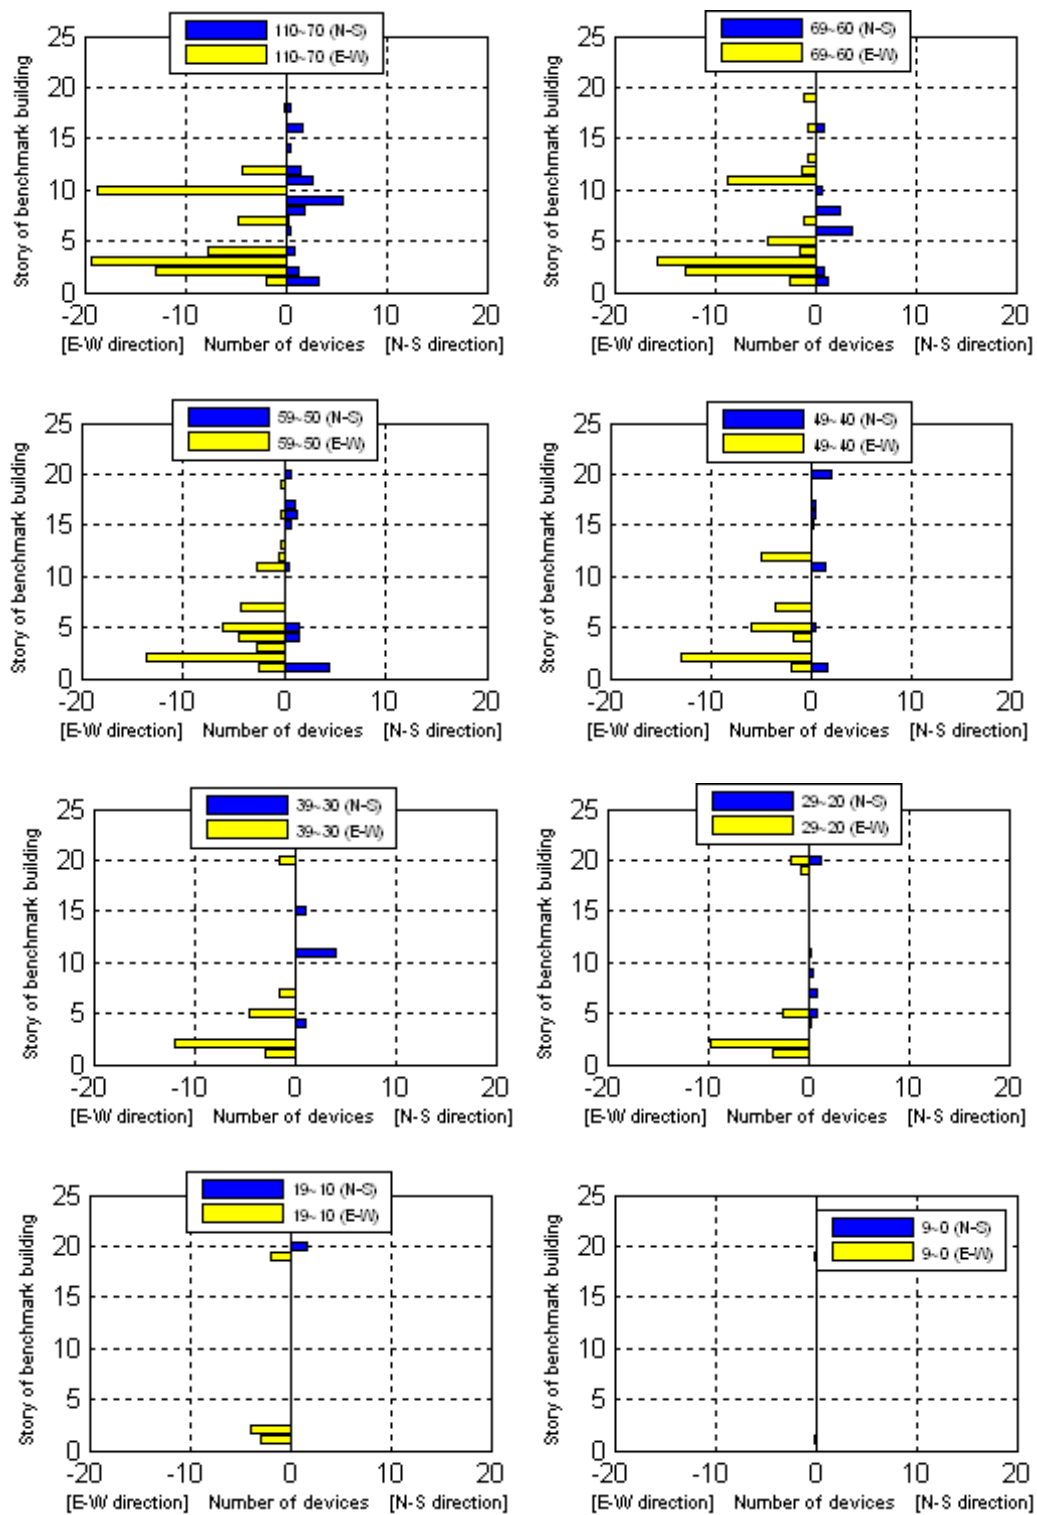 110~70 (N-S)
110~70 (E-W)
25
20
15
10
5
0
Story of benchmark building
-20 -10 0 10 20
[E-W direction] Number of devices [N-S direction]
69~60 (N-S)
69~60 (E-W)
25
20
15
10
5
0
Story of benchmark building
-20 -10 0 10 20
[E-W direction] Number of devices [N-S direction]
59~50 (N-S)
59~50 (E-W)
25
20
15
10
5
0
Story of benchmark building
-20 -10 0 10 20
[E-W direction] Number of devices [N-S direction]
49~40 (N-S)
49~40 (E-W)
25
20
15
10
5
0
Story of benchmark building
-20 -10 0 10 20
[E-W direction] Number of devices [N-S direction]
39~30 (N-S)
39~30 (E-W)
25
20
15
10
5
0
Story of benchmark building
-20 -10 0 10 20
[E-W direction] Number of devices [N-S direction]
29~20 (N-S)
29~20 (E-W)
25
20
15
10
5
0
Story of benchmark building
-20 -10 0 10 20
[E-W direction] Number of devices [N-S direction]
19~10 (N-S)
19~10 (E-W)
25
20
15
10
5
0
Story of benchmark building
-20 -10 0 10 20
[E-W direction] Number of devices [N-S direction]
9~0 (N-S)
9~0 (E-W)
25
20
15
10
5
0
Story of benchmark building
-20 -10 0 10 20
[E-W direction] Number of devices [N-S direction]